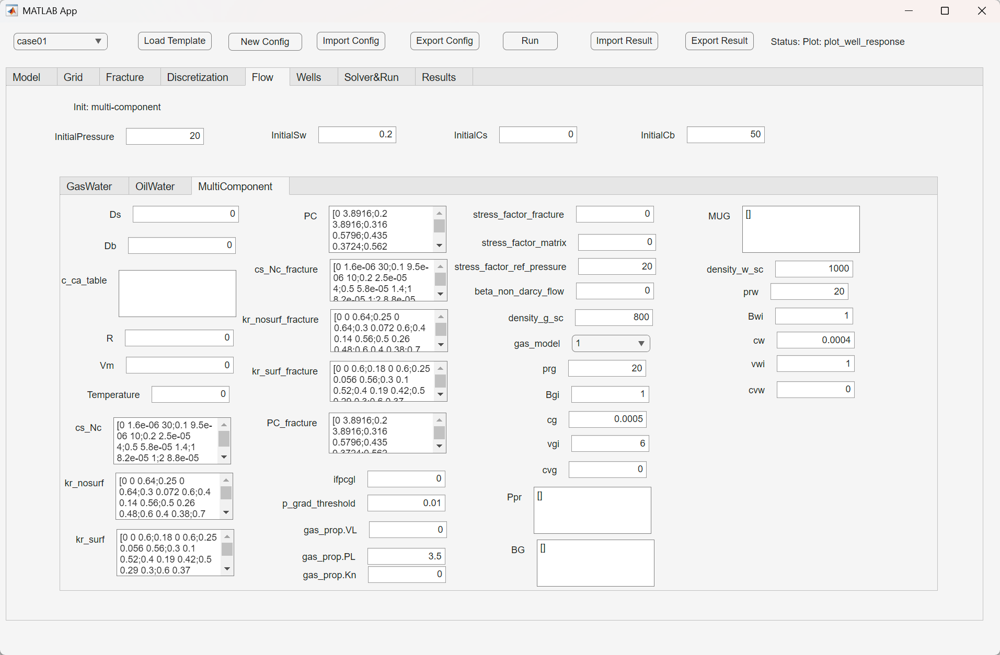 MATLAB App
case01
Load Template
New Config
Import Config
Export Config
Run
Import Result
Export Result
Status: Plot: plot_well_response
Model
Grid
Fracture
Discretization
Flow
Wells
Solver&Run
Results
Init: multi-component
InitialPressure
20
InitialSw
0.2
InitialCs
0
InitialCb
50
GasWater
OilWater
MultiComponent
Ds
0
Db
0
c_ca_table
R
0
Vm
0
Temperature
0
cs_Nc
[0 1.6e-06 30;0.1 9.5e-
06 10;0.2 2.5e-05
4;0.5 5.8e-05 1.4;1
8.2e-05 1;2 8.8e-05
kr_nosurf
[0 0 0.64;0.25 0
0.64;0.3 0.072 0.6;0.4
0.14 0.56;0.5 0.26
0.48;0.6 0.4 0.38;0.7
kr_surf
[0 0 0.6;0.18 0 0.6;0.25
0.056 0.56;0.3 0.1
0.52;0.4 0.19 0.42;0.5
0.29 0.3;0.6 0.37
PC
[0 3.8916;0.2
3.8916;0.316
0.5796;0.435
0.3724;0.562
cs_Nc_fracture
[0 1.6e-06 30;0.1 9.5e-
06 10;0.2 2.5e-05
4;0.5 5.8e-05 1.4;1
8.2e-05 1;2 8.8e-05
kr_nosurf_fracture
[0 0 0.64;0.25 0
0.64;0.3 0.072 0.6;0.4
0.14 0.56;0.5 0.26
0.48;0.6 0.4 0.38;0.7
kr_surf_fracture
[0 0 0.6;0.18 0 0.6;0.25
0.056 0.56;0.3 0.1
0.52;0.4 0.19 0.42;0.5
0.29 0.3;0.6 0.37
PC_fracture
[0 3.8916;0.2
3.8916;0.316
0.5796;0.435
0.3724;0.562
ifpcgl
0
p_grad_threshold
0.01
gas_prop.VL
0
gas_prop.PL
3.5
gas_prop.Kn
0
stress_factor_fracture
0
stress_factor_matrix
0
stress_factor_ref_pressure
20
beta_non_darcy_flow
0
density_g_sc
800
gas_model
1
prg
20
Bgi
1
cg
0.0005
vgi
6
cvg
0
Ppr
[]
BG
[]
MUG
[]
density_w_sc
1000
prw
20
Bwi
1
cw
0.0004
vwi
1
cvw
0